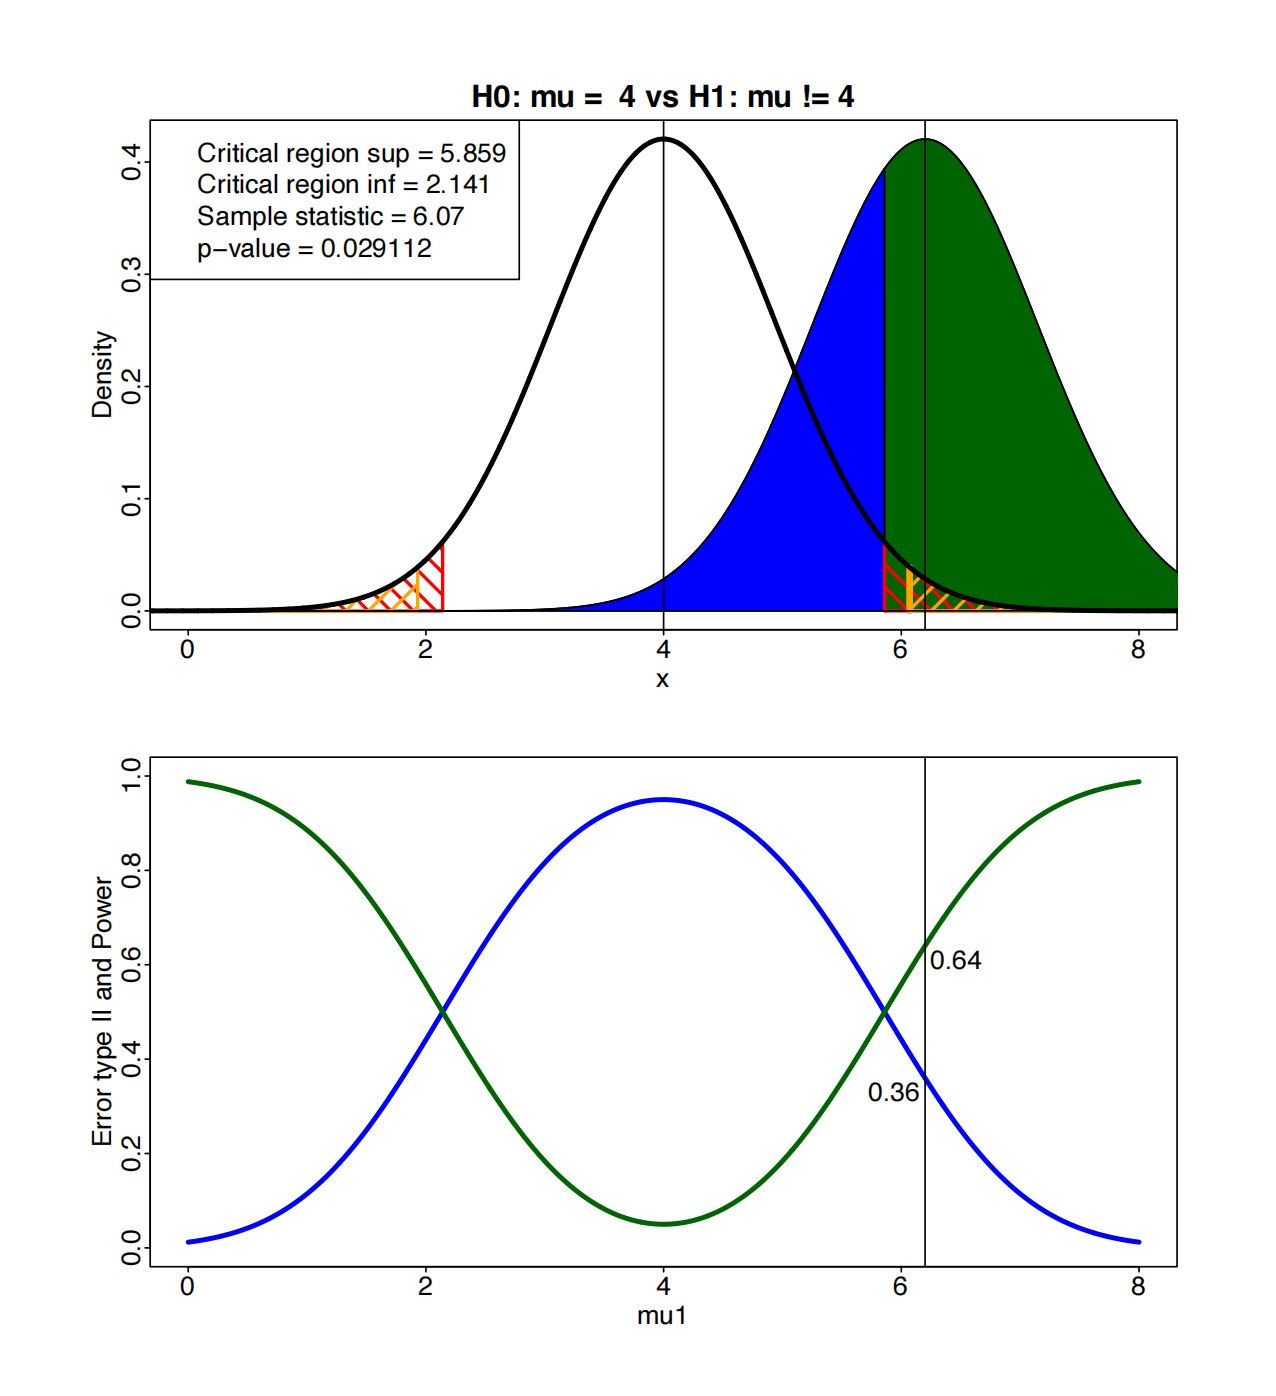 H0: mu =  4 vs H1: mu != 4
Critical region sup = 5.859
Critical region inf = 2.141
Sample statistic = 6.07
p−value = 0.029112
Density
0.0 0.1 0.2 0.3 0.4
0 2 4 6 8
x
Error type II and Power
0.0 0.2 0.4 0.6 0.8 1.0
0.64
0.36
0 2 4 6 8
mu1